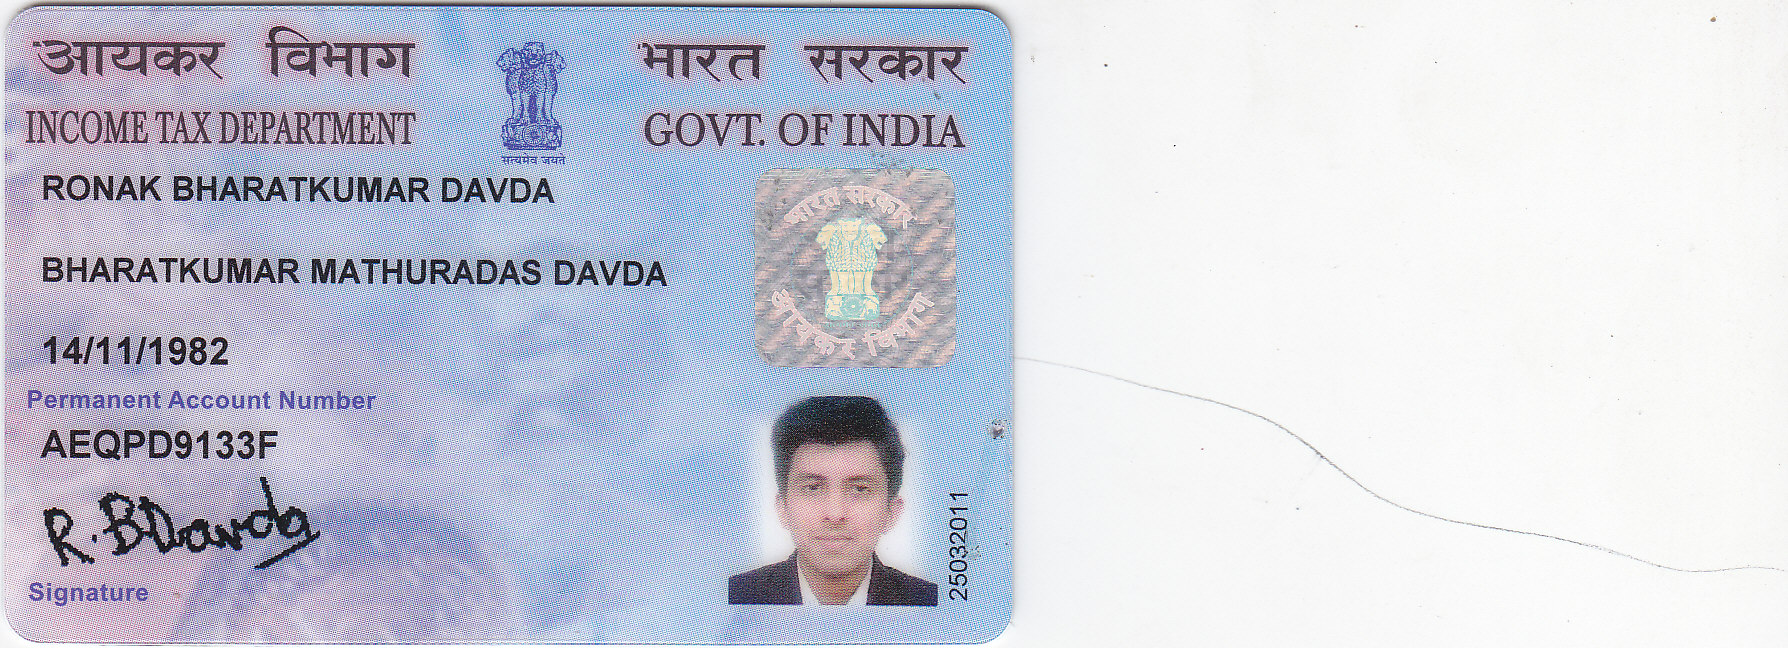 आयकर विभाग भारत सरकार
INCOME TAX DEPARTMENT GOVT. OF INDIA
सत्यमेव जयते
RONAK BHARATKUMAR DAVDA
भारत सरकार
आयकर विभाग
BHARATKUMAR MATHURADAS DAVDA
14/11/1982
Permanent Account Number
AEQPD9133F
R. B Davda
Signature
25032011